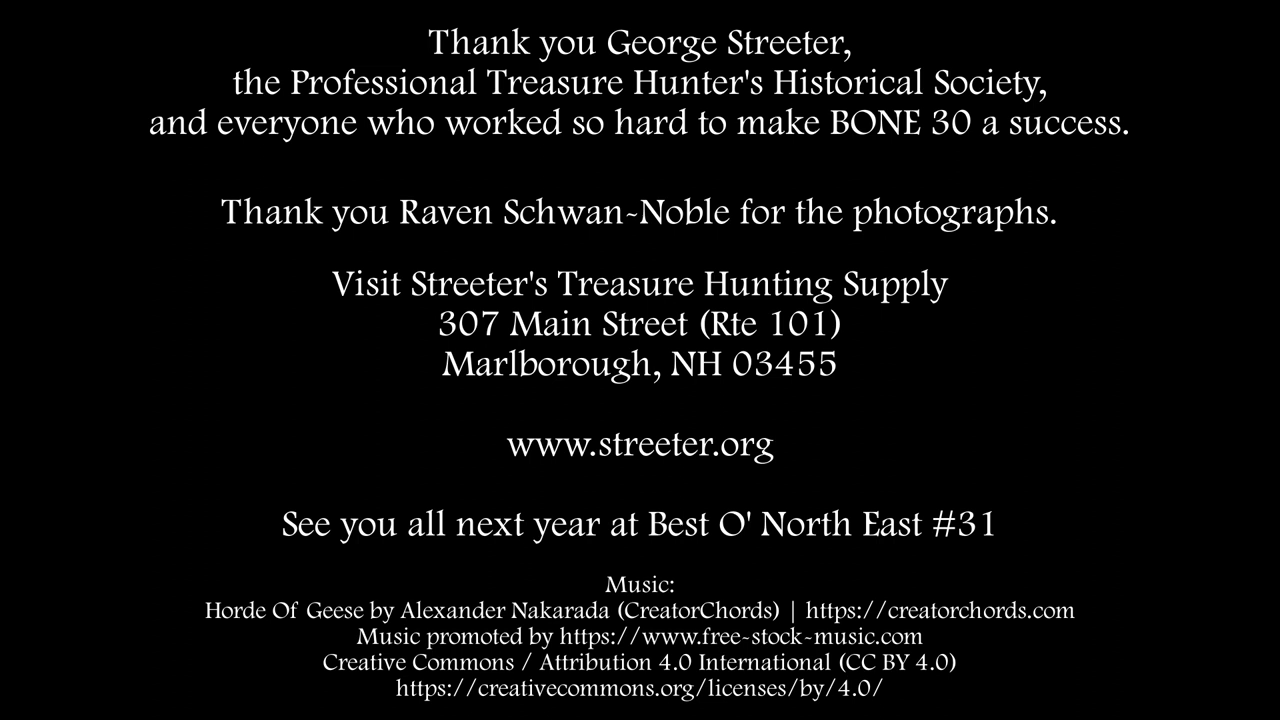 Thank you George Streeter,
the Professional Treasure Hunter's Historical Society,
and everyone who worked so hard to make BONE 30 a success.
Thank you Raven Schwan-Noble for the photographs.
Visit Streeter's Treasure Hunting Supply
307 Main Street (Rte 101)
Marlborough, NH 03455
www.streeter.org
See you all next year at Best O' North East #31
Music:
Horde Of Geese by Alexander Nakarada (CreatorChords) | https://creatorchords.com
Music promoted by https://www.free-stock-music.com
Creative Commons / Attribution 4.0 International (CC BY 4.0)
https://creativecommons.org/licenses/by/4.0/